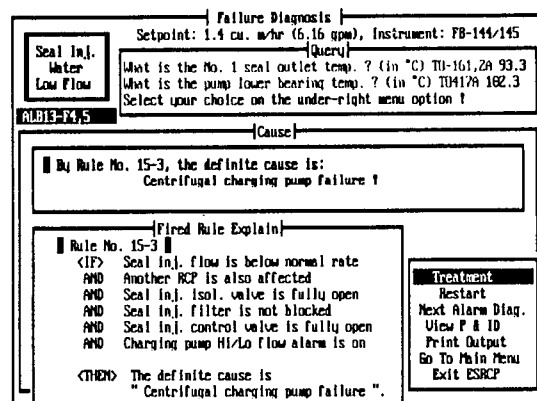 Failure Diagnosis
Setpoint: 1.4 cu. m/hr (6.16 gpm), Instrument: FB-144/145
Seal Inj.
Water
Low Flow
ALB13-F4,5
Query
What is the No. 1 seal outlet temp. ? (in °C) TU-161,2A 93.3
What is the pump lower bearing temp. ? (in °C) TU417A 102.3
Select your choice on the under-right menu option !
Cause
By Rule No. 15-3, the definite cause is:
Centrifugal charging pump failure !
Fired Rule Explain
Rule No. 15-3
<IF> Seal inj. flow is below normal rate
AND Another RCP is also affected
AND Seal inj. isol. valve is fully open
AND Seal inj. filter is not blocked
AND Seal inj. control valve is fully open
AND Charging pump Hi/Lo flow alarm is on
<THEN> The definite cause is
" Centrifugal charging pump failure ".
Treatment
Restart
Next Alarm Diag.
View P & ID
Print Output
Go To Main Menu
Exit ESRCP